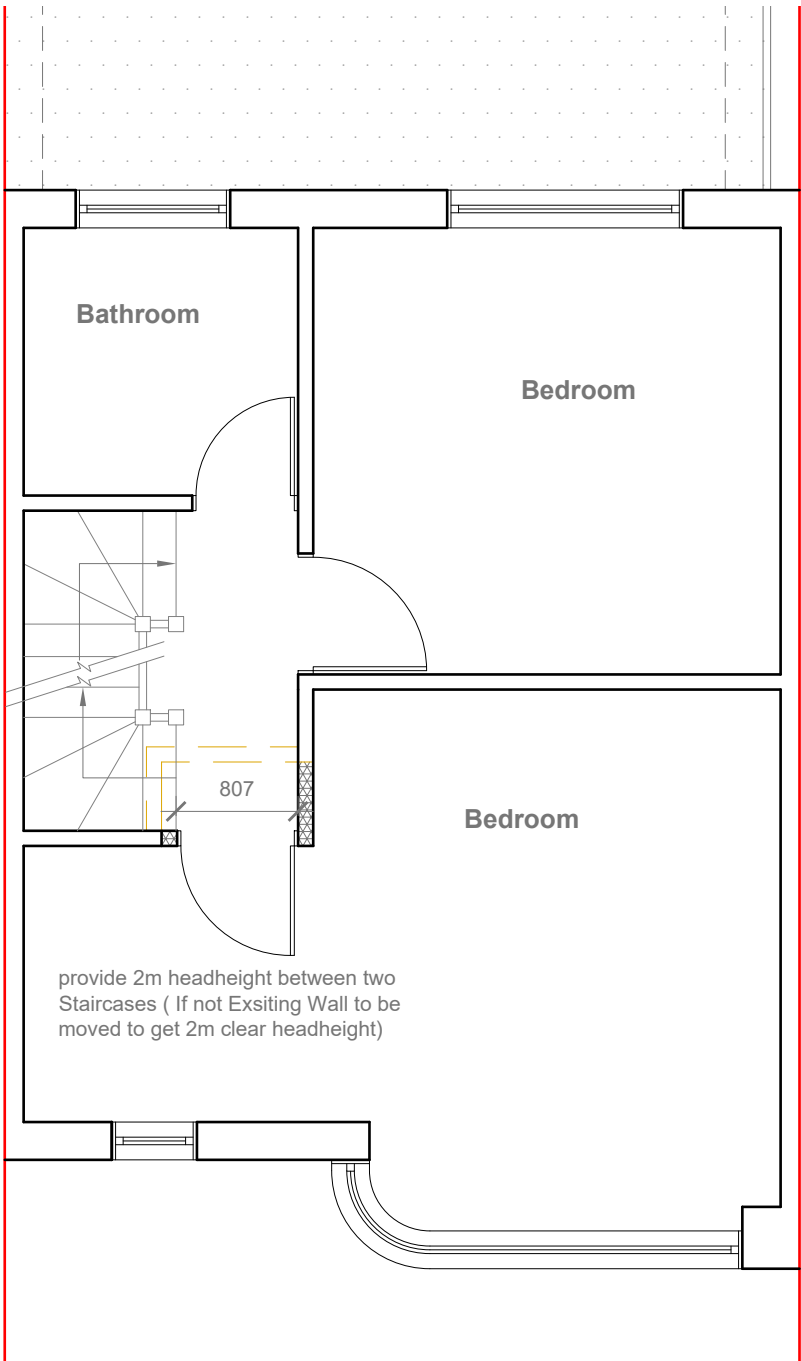 Bathroom
Bedroom
807
Bedroom
provide 2m headheight between two
Staircases ( If not Exsiting Wall to be
moved to get 2m clear headheight)